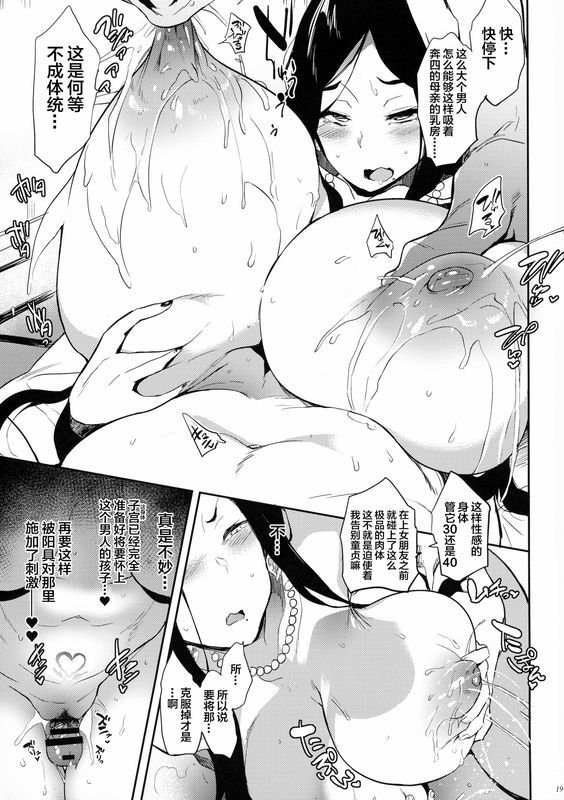 快…
快停下
这么大个男人
怎么能够这样吸着
奔四的母亲的乳房…
这是何等
不成体统…
这样性感的
身体
管它30还是40
在上女朋友之前
就碰上了这么
极品的肉体
这不就是迫使着
我告别童贞嘛
不…
所…
所以说
要将那…
克服掉才是
…啊
真是不妙…
子宫已经完全
准备好将要怀上
这个男人的孩子…♥
再要这样
被阳具对那里
施加了刺激
——♥♥
19